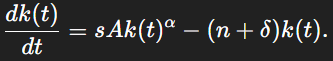 dk(t)/dt = sAk(t)^α − (n + δ)k(t).